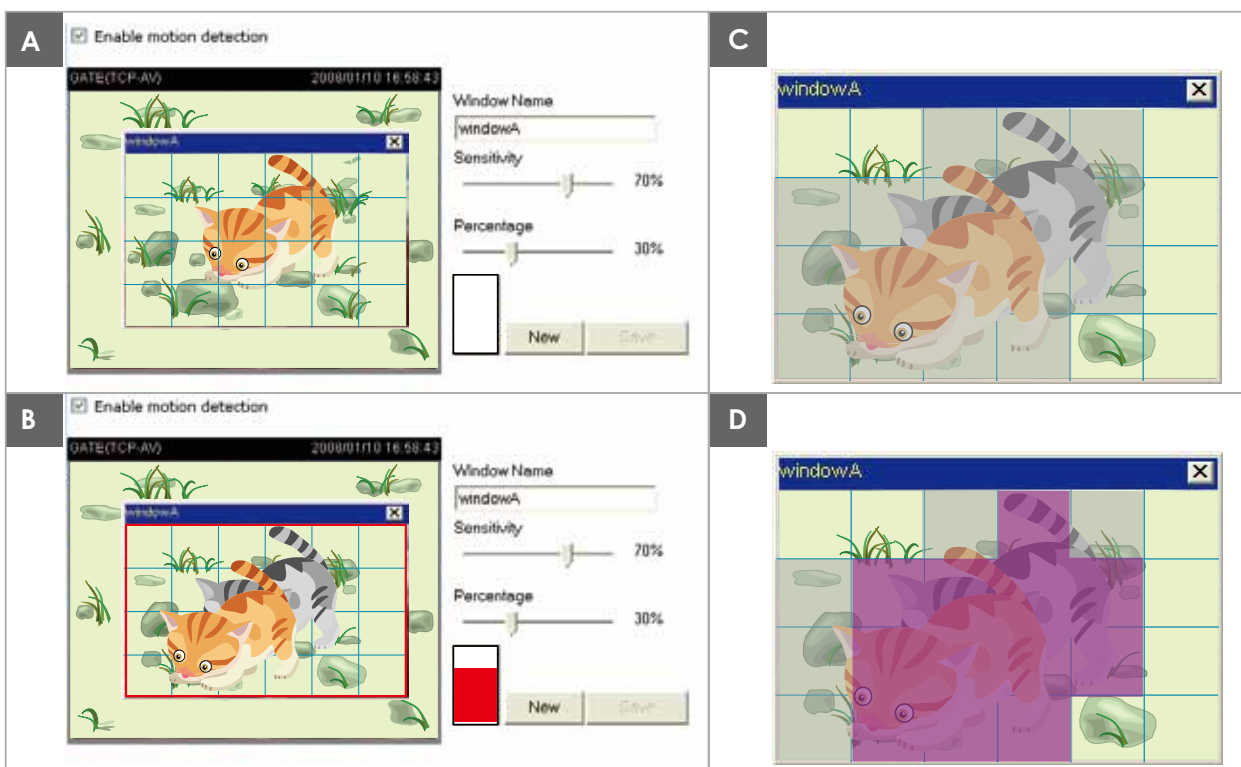 A
Enable motion detection
GATE(TCP-AV) 2008/01/10 16:58:43
windowA
Window Name
windowA
Sensitivity
70%
Percentage
30%
New Save
B
Enable motion detection
GATE(TCP-AV) 2008/01/10 16:58:43
windowA
Window Name
windowA
Sensitivity
70%
Percentage
30%
New Save
C
windowA
D
windowA